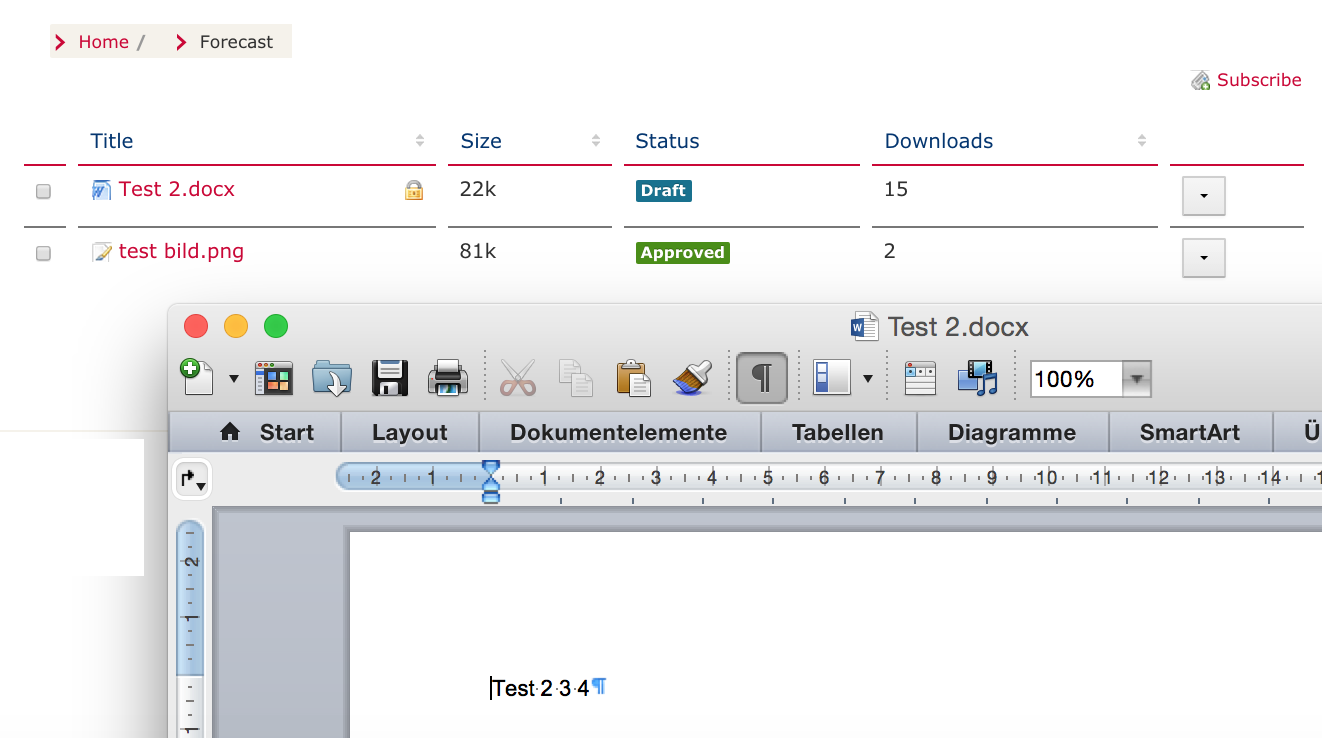 Home / Forecast
Subscribe
Title Size Status Downloads
Test 2.docx 22k Draft 15
test bild.png 81k Approved 2
Test 2.docx
100%
Start Layout Dokumentelemente Tabellen Diagramme SmartArt Ü
2 1 1 2 3 4 5 6 7 8 9 10 11 12 13 14 1
2
1
1
Test 2 3 4¶